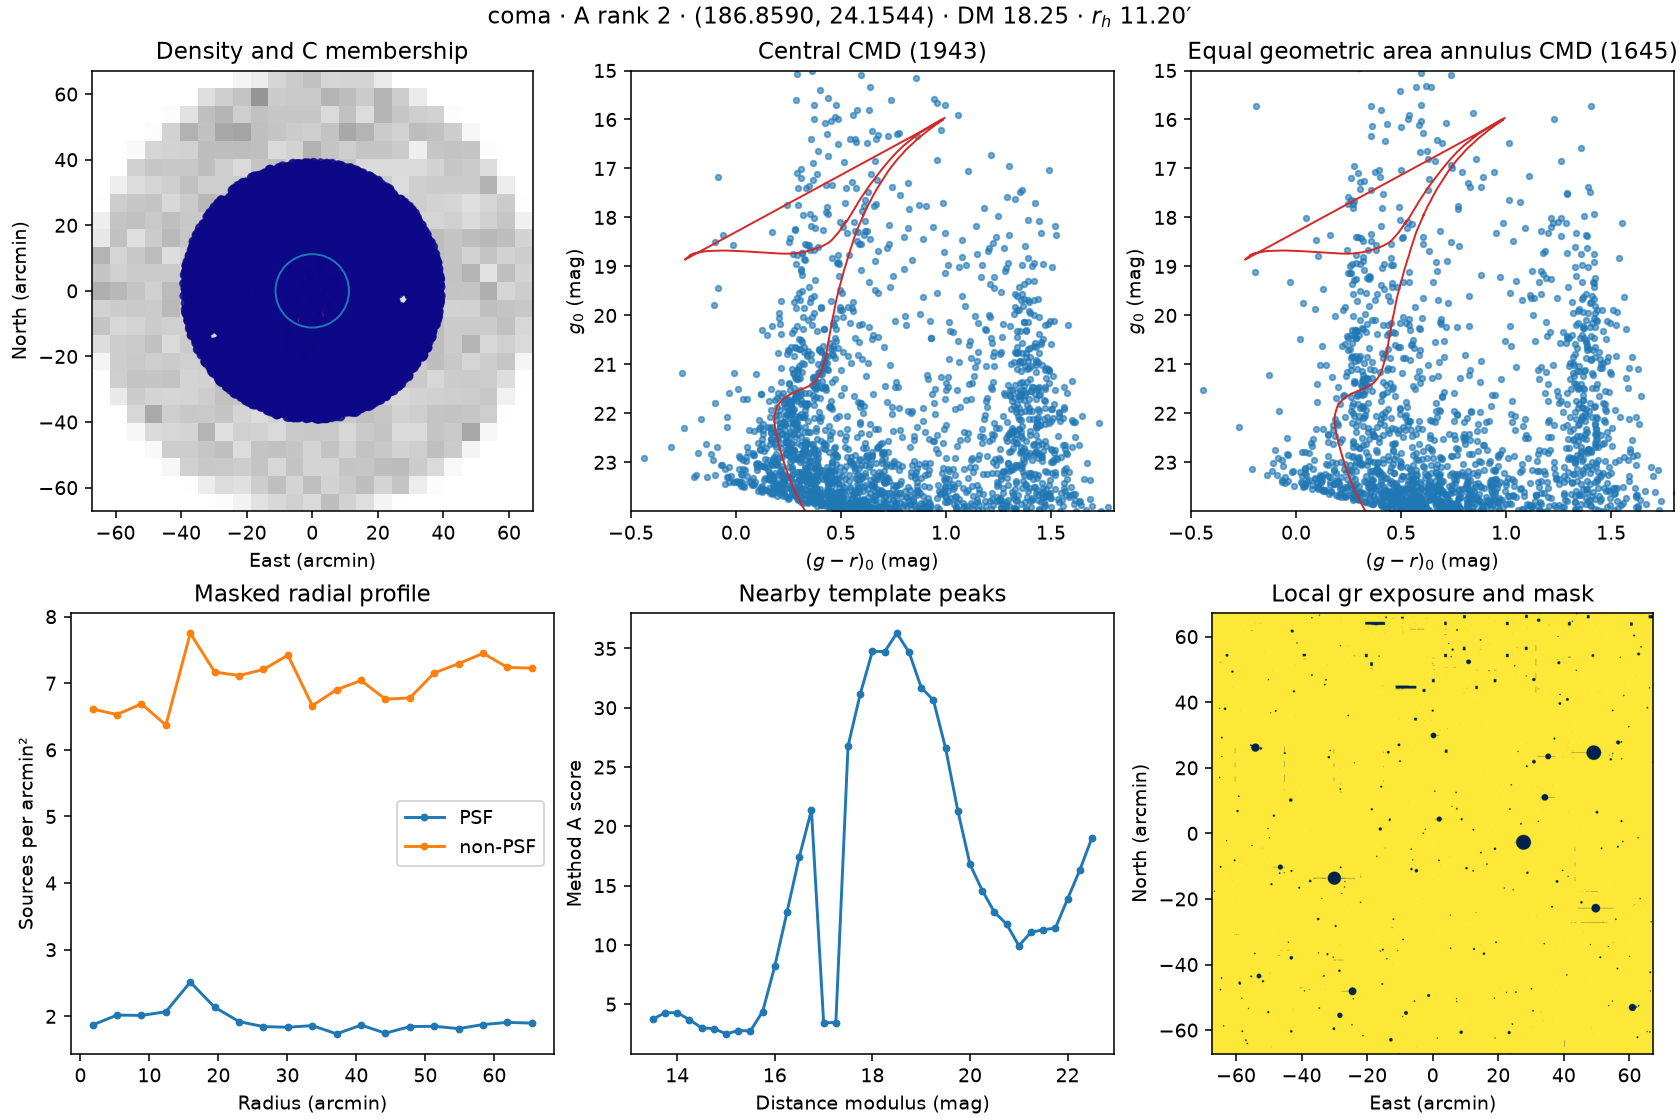 coma · A rank 2 · (186.8590, 24.1544) · DM 18.25 · r_h 11.20′
Density and C membership
60
40
20
0
−20
−40
−60
−60 −40 −20 0 20 40 60
East (arcmin)
North (arcmin)
Central CMD (1943)
15
16
17
18
19
20
21
22
23
−0.5 0.0 0.5 1.0 1.5
(g − r)₀ (mag)
g₀ (mag)
Equal geometric area annulus CMD (1645)
15
16
17
18
19
20
21
22
23
−0.5 0.0 0.5 1.0 1.5
(g − r)₀ (mag)
g₀ (mag)
Masked radial profile
8
7
6
5
4
3
2
PSF
non-PSF
0 10 20 30 40 50 60
Radius (arcmin)
Sources per arcmin²
Nearby template peaks
35
30
25
20
15
10
5
14 16 18 20 22
Distance modulus (mag)
Method A score
Local gr exposure and mask
60
40
20
0
−20
−40
−60
−60 −40 −20 0 20 40 60
East (arcmin)
North (arcmin)